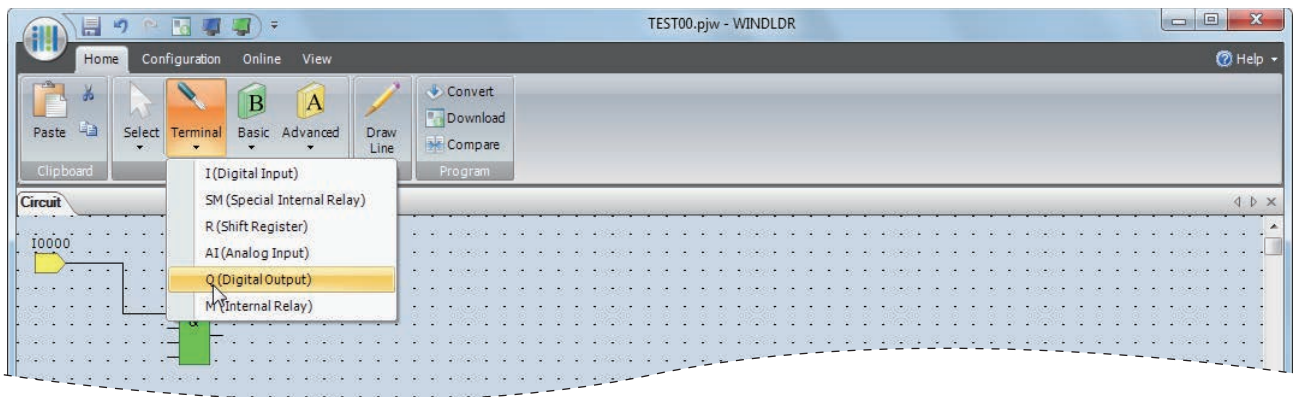 TEST00.pjw - WINDLDR
Home Configuration Online View
Help
Paste
Select Terminal Basic Advanced
B A
Draw
Line
Convert
Download
Compare
Clipboard
Program
I (Digital Input)
SM (Special Internal Relay)
R (Shift Register)
AI (Analog Input)
Q (Digital Output)
M (Internal Relay)
Circuit
I0000
&